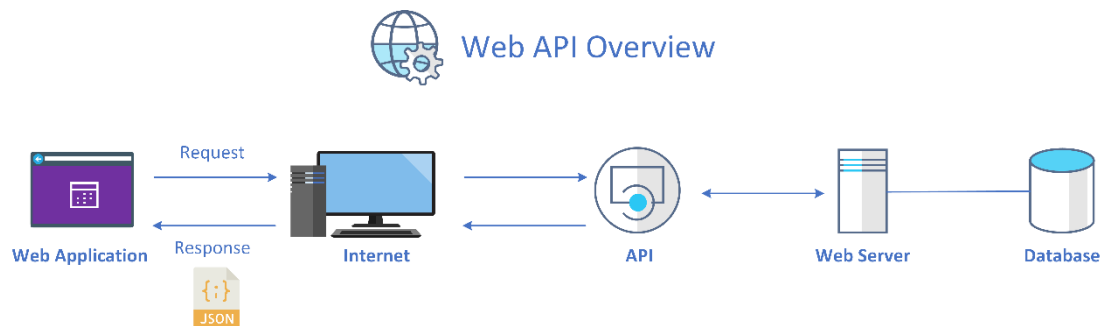 Web API Overview
Request
Response
Web Application
Internet
API
Web Server
Database
{;}
JSON